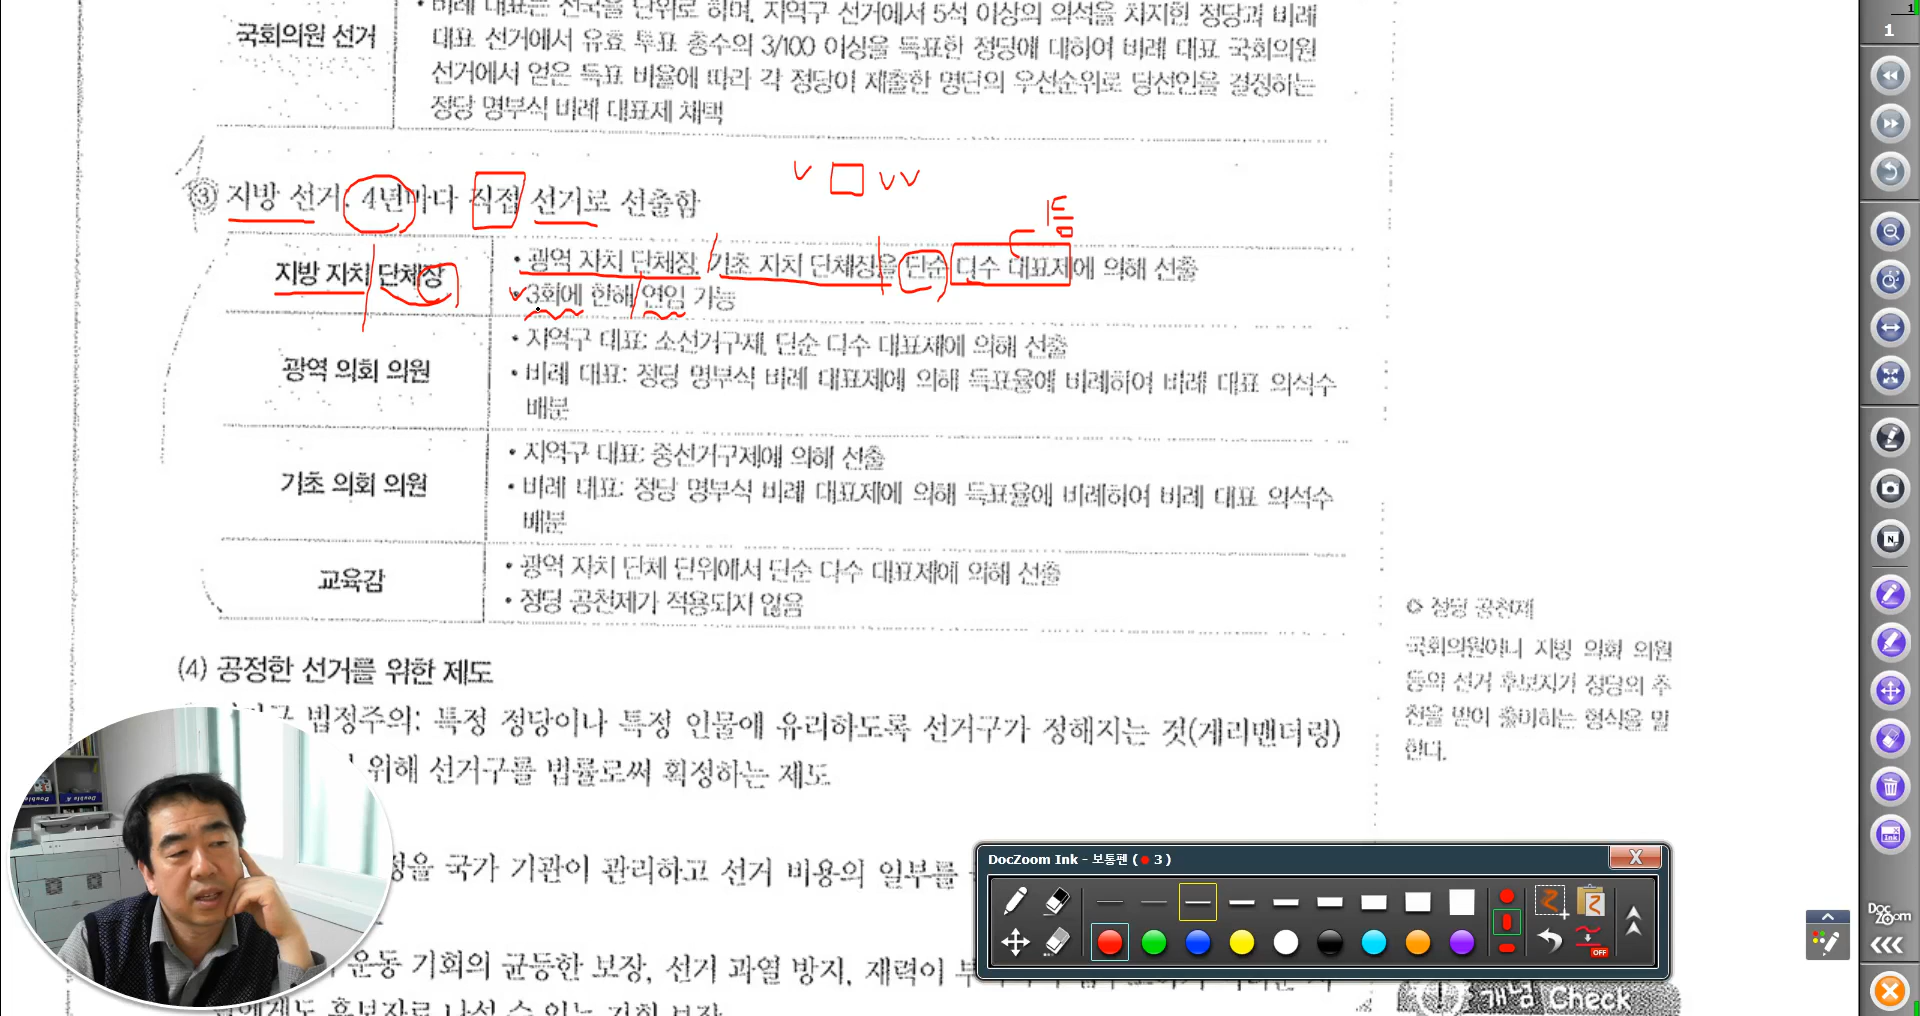 • 비례 대표는 전국을 단위로 하며, 지역구 선거에서 5석 이상의 의석을 차지한 정당과 비례
국회의원 선거
대표 선거에서 유효 투표 총수의 3/100 이상을 득표한 정당에 대하여 비례 대표 국회의원
선거에서 얻은 득표 비율에 따라 각 정당이 제출한 명단의 우선순위로 당선인을 결정하는
정당 명부식 비례 대표제 채택
③ 지방 선거: 4년마다 직접 선거로 선출함
지방 자치 단체장
• 광역 자치 단체장, 기초 자치 단체장을 단순 다수 대표제에 의해 선출
• 3회에 한해 연임 가능
광역 의회 의원
• 지역구 대표: 소선거구제, 단순 다수 대표제에 의해 선출
• 비례 대표: 정당 명부식 비례 대표제에 의해 득표율에 비례하여 비례 대표 의석수
배분
기초 의회 의원
• 지역구 대표: 중선거구제에 의해 선출
• 비례 대표: 정당 명부식 비례 대표제에 의해 득표율에 비례하여 비례 대표 의석수
배분
교육감
• 광역 자치 단체 단위에서 단순 다수 대표제에 의해 선출
• 정당 공천제가 적용되지 않음
정당 공천제
국회의원이나 지방 의회 의원
등의 선거 후보자가 정당의 추
천을 받아 출마하는 형식을 말
한다.
(4) 공정한 선거를 위한 제도
법정주의: 특정 정당이나 특정 인물에 유리하도록 선거구가 정해지는 것(게리맨더링)
위해 선거구를 법률로써 획정하는 제도
국가 기관이 관리하고 선거 비용의 일부를
운동 기회의 균등한 보장, 선거 과열 방지, 재력이
후보자로 나설 수 있는 기회 보장
개념 Check
DocZoom Ink - 보통펜 ( 3 )
X
OFF
1
1
N
Ink
Doc
Zoom